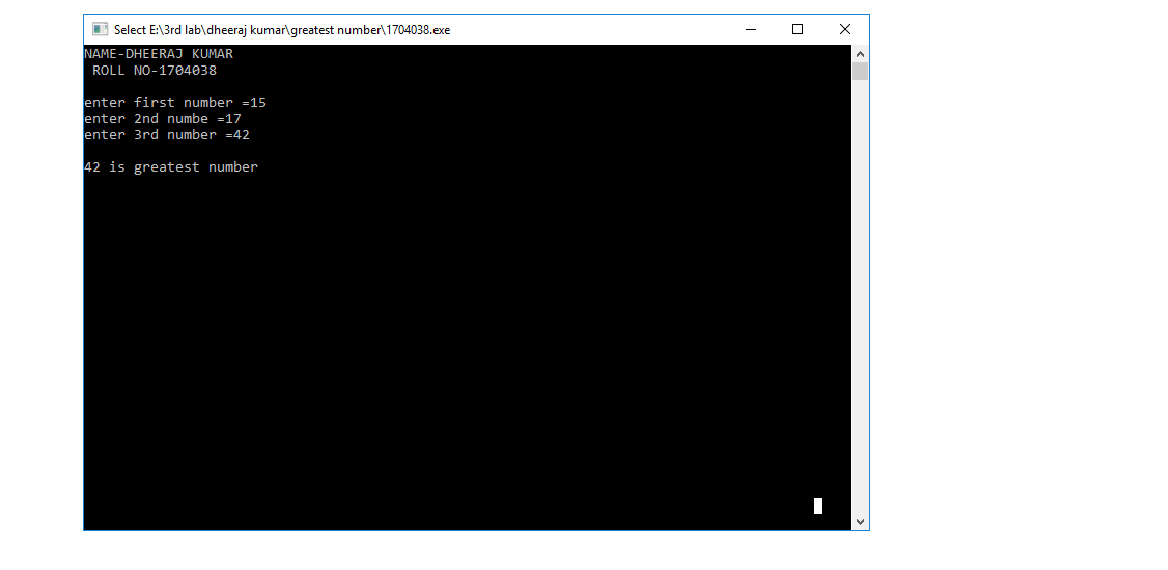 Select E:\3rd lab\dheeraj kumar\greatest number\1704038.exe
NAME-DHEERAJ KUMAR
ROLL NO-1704038
enter first number =15
enter 2nd numbe =17
enter 3rd number =42
42 is greatest number